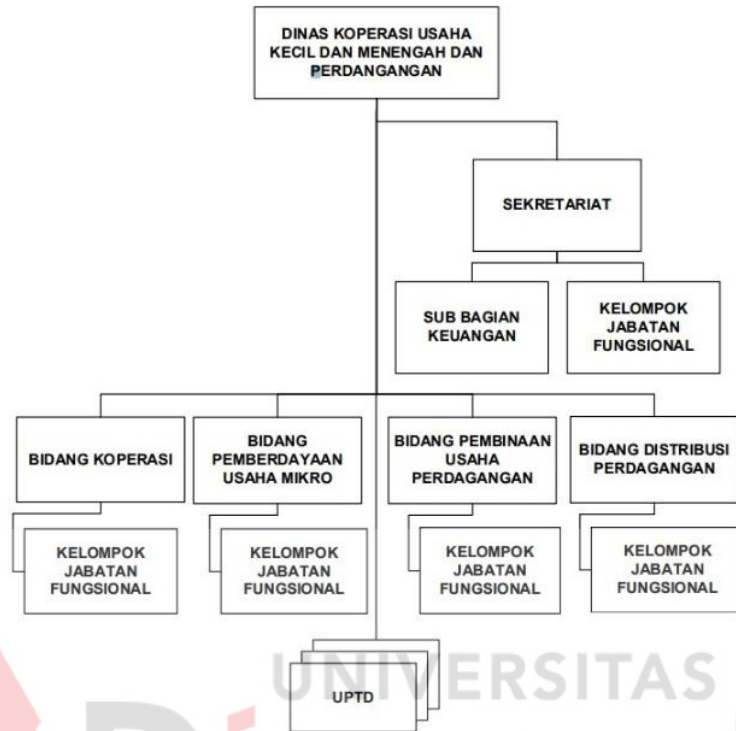 DINAS KOPERASI USAHA
KECIL DAN MENENGAH DAN
PERDANGANGAN
SEKRETARIAT
SUB BAGIAN
KEUANGAN
KELOMPOK
JABATAN
FUNGSIONAL
BIDANG KOPERASI
BIDANG
PEMBERDAYAAN
USAHA MIKRO
BIDANG PEMBINAAN
USAHA
PERDAGANGAN
BIDANG DISTRIBUSI
PERDAGANGAN
KELOMPOK
JABATAN
FUNGSIONAL
KELOMPOK
JABATAN
FUNGSIONAL
KELOMPOK
JABATAN
FUNGSIONAL
KELOMPOK
JABATAN
FUNGSIONAL
UNIVERSITAS
UPTD